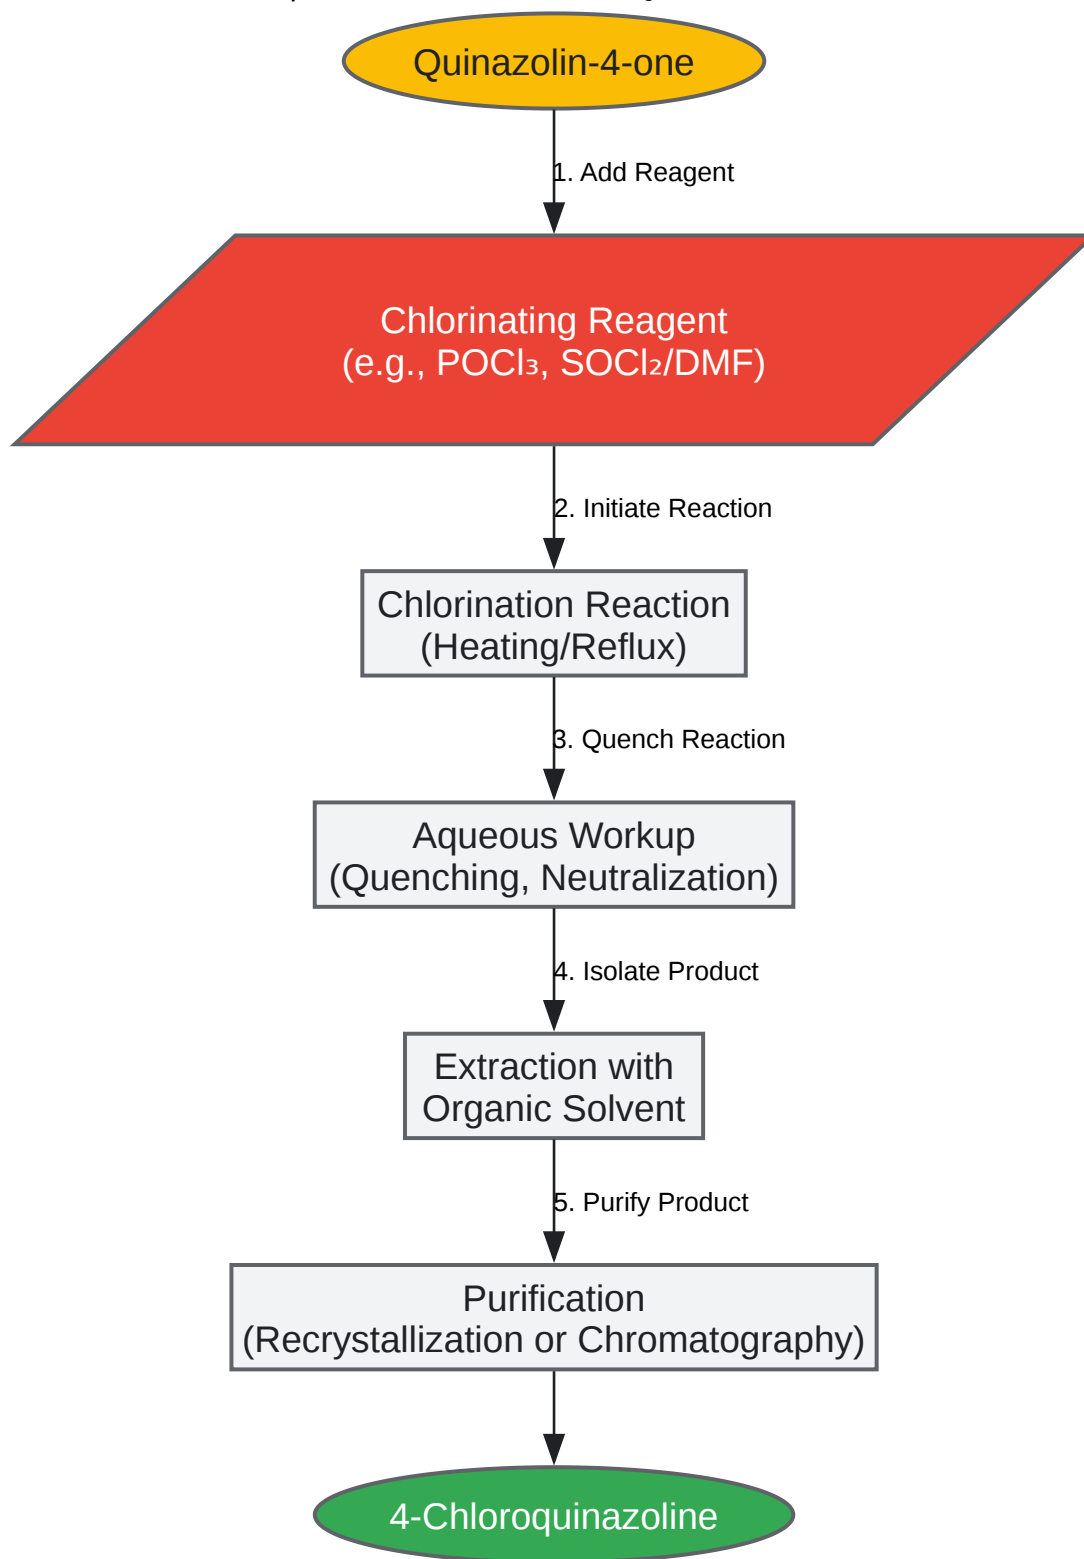 Quinazolin-4-one
1. Add Reagent
Chlorinating Reagent
(e.g., POCl₃, SOCl₂/DMF)
2. Initiate Reaction
Chlorination Reaction
(Heating/Reflux)
3. Quench Reaction
Aqueous Workup
(Quenching, Neutralization)
4. Isolate Product
Extraction with
Organic Solvent
5. Purify Product
Purification
(Recrystallization or Chromatography)
4-Chloroquinazoline